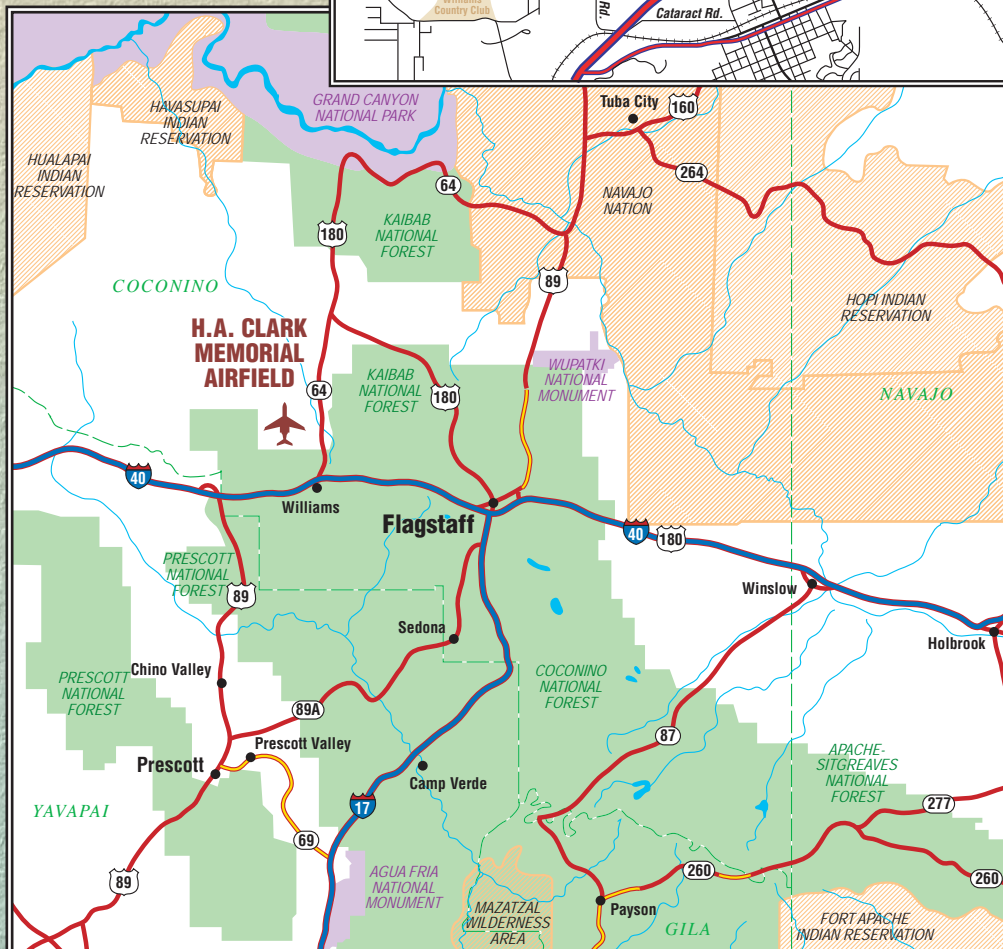 Williams
Country Club
Rd.
Cataract Rd.
GRAND CANYON
NATIONAL PARK
Tuba City
160
HAVASUPAI
INDIAN
RESERVATION
HUALAPAI
INDIAN
RESERVATION
264
64
NAVAJO
NATION
KAIBAB
NATIONAL
FOREST
180
89
COCONINO
HOPI INDIAN
RESERVATION
H.A. CLARK
MEMORIAL
AIRFIELD
WUPATKI
NATIONAL
MONUMENT
KAIBAB
NATIONAL
FOREST
64
180
NAVAJO
40
Williams
Flagstaff
40
180
PRESCOTT
NATIONAL
FOREST
89
Winslow
Sedona
Holbrook
Chino Valley
PRESCOTT
NATIONAL
FOREST
COCONINO
NATIONAL
FOREST
89A
87
Prescott Valley
Prescott
Camp Verde
APACHE-
SITGREAVES
NATIONAL
FOREST
YAVAPAI
17
277
69
89
AGUA FRIA
NATIONAL
MONUMENT
260
260
MAZATZAL
WILDERNESS
AREA
Payson
GILA
FORT APACHE
INDIAN RESERVATION